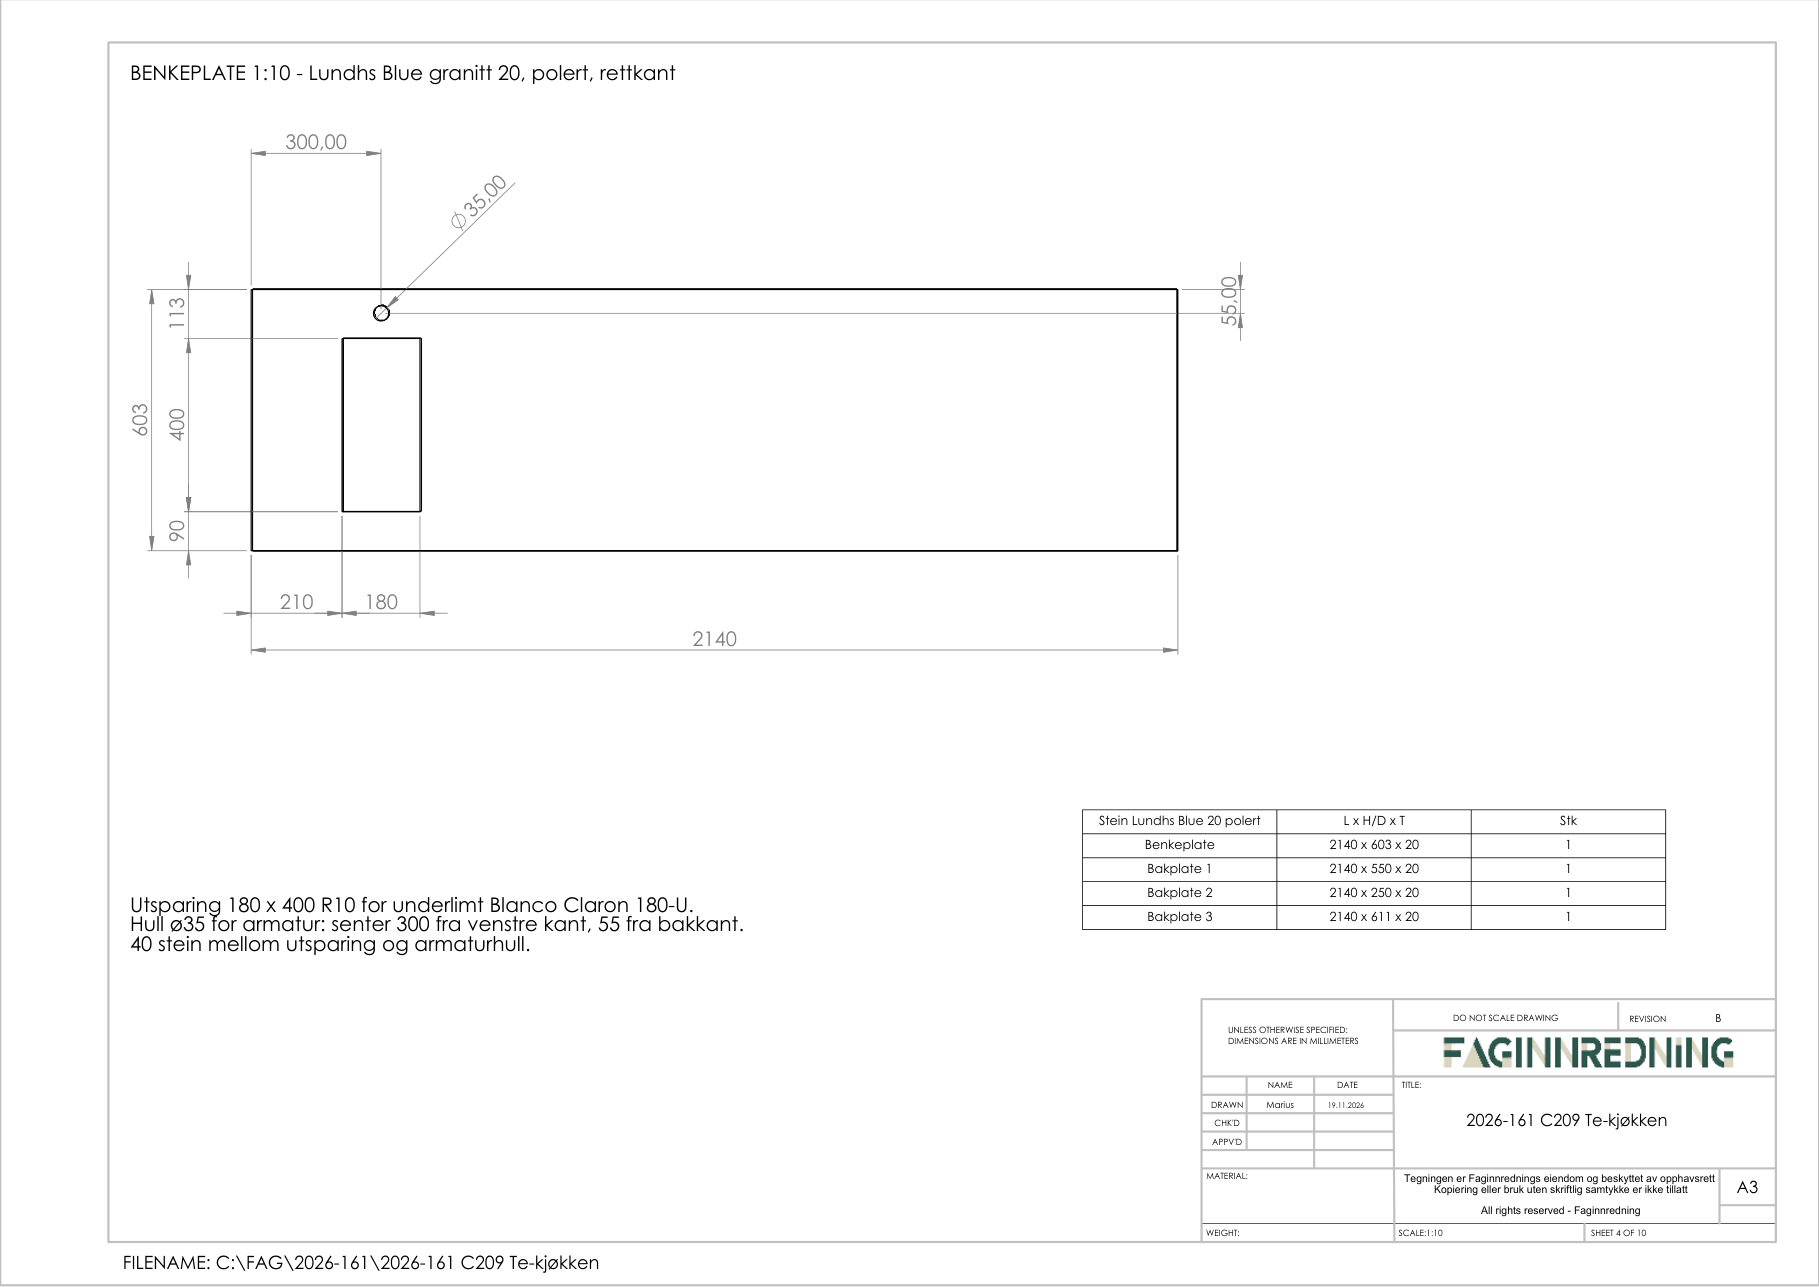 BENKEPLATE 1:10 - Lundhs Blue granitt 20, polert, rettkant
300,00
Ø35,00
113
55,00
603
400
90
210
180
2140
Stein Lundhs Blue 20 polert L x H/D x T Stk
Benkeplate 2140 x 603 x 20 1
Bakplate 1 2140 x 550 x 20 1
Bakplate 2 2140 x 250 x 20 1
Bakplate 3 2140 x 611 x 20 1
Utsparing 180 x 400 R10 for underlimt Blanco Claron 180-U.
Hull ø35 for armatur: senter 300 fra venstre kant, 55 fra bakkant.
40 stein mellom utsparing og armaturhull.
UNLESS OTHERWISE SPECIFIED:
DIMENSIONS ARE IN MILLIMETERS
DO NOT SCALE DRAWING
REVISION B
FAGINNREDNING
NAME DATE
DRAWN Marius 19.11.2026
CHK'D
APPV'D
TITLE:
2026-161 C209 Te-kjøkken
MATERIAL:
Tegningen er Faginnrednings eiendom og beskyttet av opphavsrett
Kopiering eller bruk uten skriftlig samtykke er ikke tillatt
All rights reserved - Faginnredning
A3
WEIGHT:
SCALE:1:10
SHEET 4 OF 10
FILENAME: C:\FAG\2026-161\2026-161 C209 Te-kjøkken